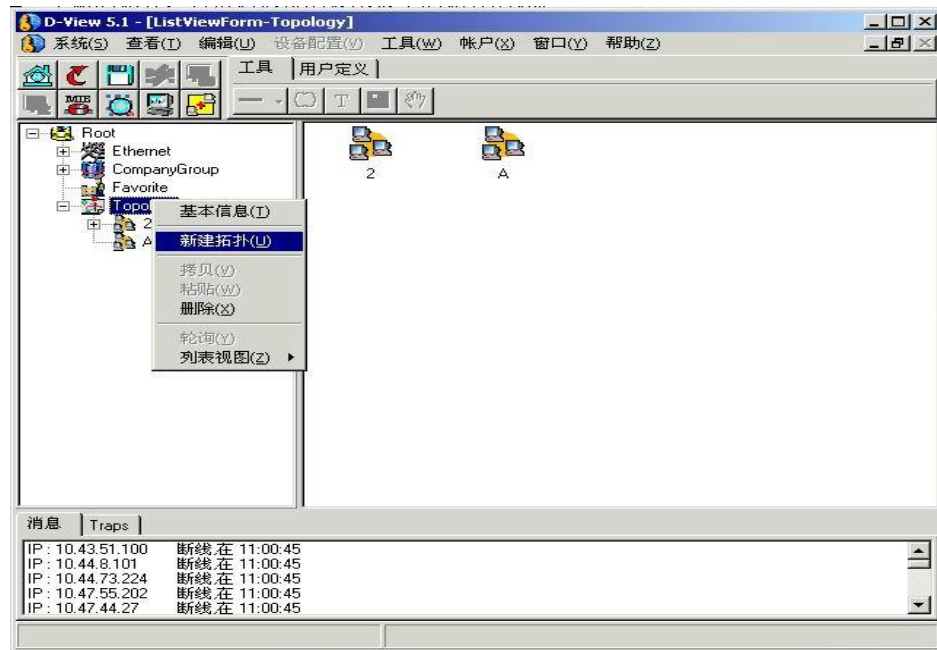 D-View 5.1 - [ListViewForm-Topology]
系统(S) 查看(T) 编辑(U) 设备配置(V) 工具(W) 帐户(X) 窗口(Y) 帮助(Z)
工具 用户定义
MIB
T
Root
Ethernet
CompanyGroup
Favorite
Topo
2
A
2
A
基本信息(T)
新建拓扑(U)
拷贝(V)
粘贴(W)
删除(X)
轮询(Y)
列表视图(Z)
消息 Traps
IP : 10.43.51.100 断线,在 11:00:45
IP : 10.44.8.101 断线,在 11:00:45
IP : 10.44.73.224 断线,在 11:00:45
IP : 10.47.55.202 断线,在 11:00:45
IP : 10.47.44.27 断线,在 11:00:45